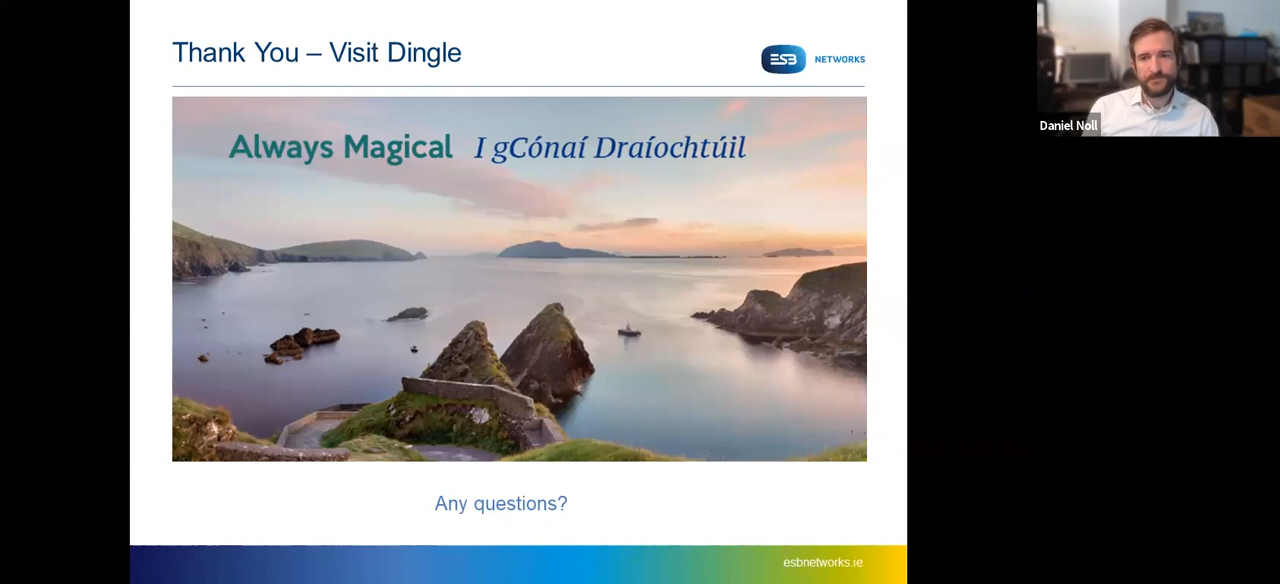 Thank You – Visit Dingle
ESB NETWORKS
Always Magical I gCónaí Draíochtúil
Any questions?
esbnetworks.ie
Daniel Noll